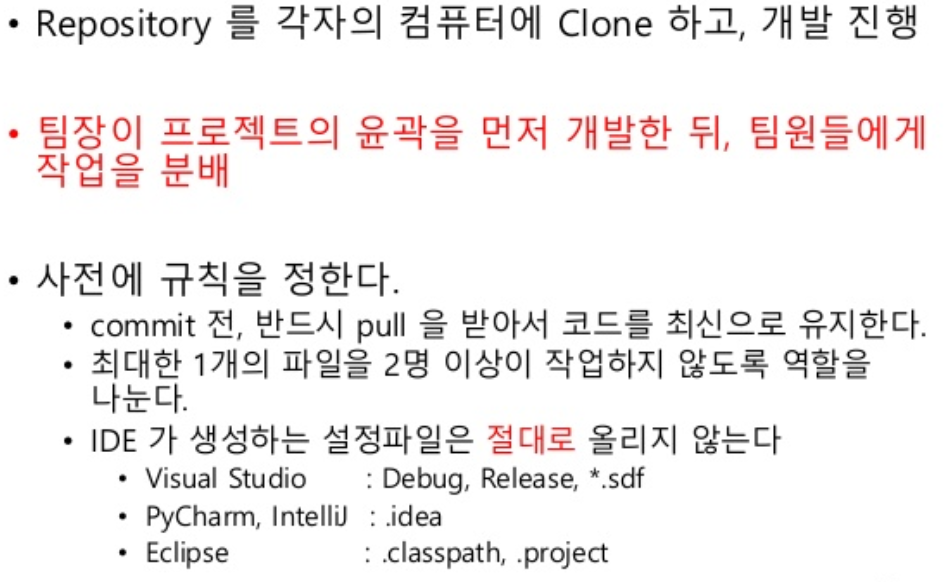 • Repository 를 각자의 컴퓨터에 Clone 하고, 개발 진행
• 팀장이 프로젝트의 윤곽을 먼저 개발한 뒤, 팀원들에게
작업을 분배
• 사전에 규칙을 정한다.
• commit 전, 반드시 pull 을 받아서 코드를 최신으로 유지한다.
• 최대한 1개의 파일을 2명 이상이 작업하지 않도록 역할을
나눈다.
• IDE 가 생성하는 설정파일은 절대로 올리지 않는다
• Visual Studio : Debug, Release, *.sdf
• PyCharm, IntelliJ : .idea
• Eclipse : .classpath, .project